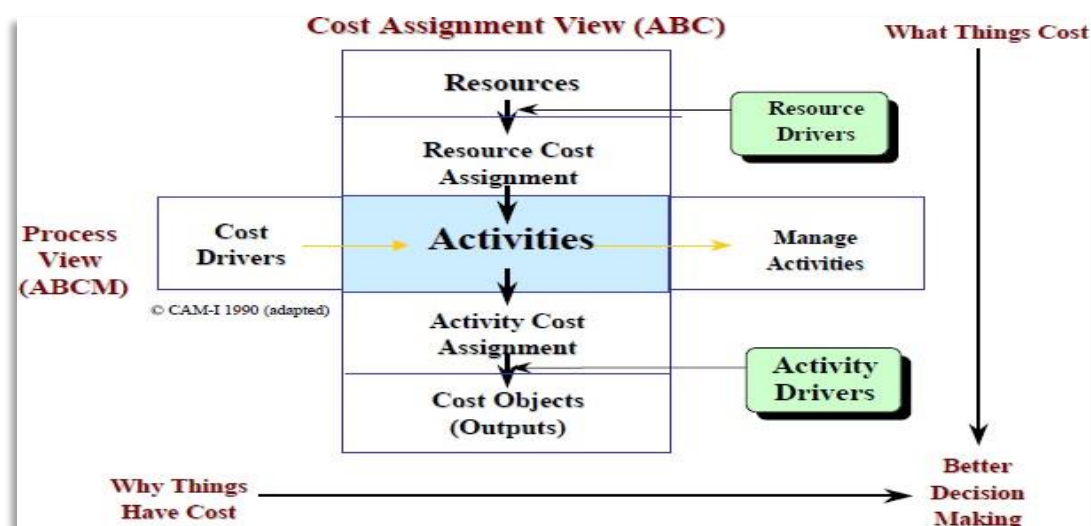 Cost Assignment View (ABC)
What Things Cost
Resources
Resource
Drivers
Resource Cost
Assignment
Process
View
(ABCM)
Cost
Drivers
Activities
Manage
Activities
© CAM-I 1990 (adapted)
Activity Cost
Assignment
Activity
Drivers
Cost Objects
(Outputs)
Why Things
Have Cost
Better
Decision
Making